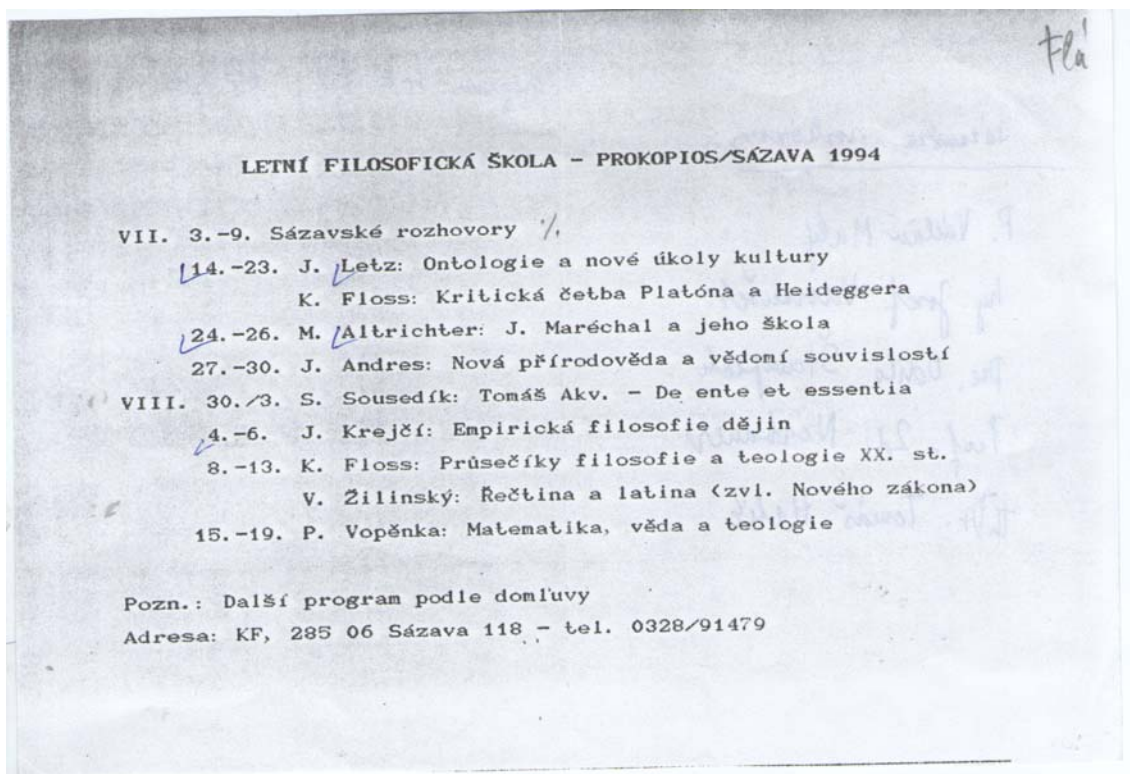 LETNÍ FILOSOFICKÁ ŠKOLA - PROKOPIOS/SÁZAVA 1994
VII. 3.-9. Sázavské rozhovory ./.
14.-23. J. Letz: Ontologie a nové úkoly kultury
K. Floss: Kritická četba Platóna a Heideggera
24.-26. M. Altrichter: J. Maréchal a jeho škola
27.-30. J. Andres: Nová přírodověda a vědomí souvislostí
VIII. 30./3. S. Sousedík: Tomáš Akv. - De ente et essentia
4.-6. J. Krejčí: Empirická filosofie dějin
8.-13. K. Floss: Průsečíky filosofie a teologie XX. st.
V. Žilinský: Řečtina a latina (zvl. Nového zákona)
15.-19. P. Vopěnka: Matematika, věda a teologie
Pozn.: Další program podle domľuvy
Adresa: KF, 285 06 Sázava 118 - tel. 0328/91479